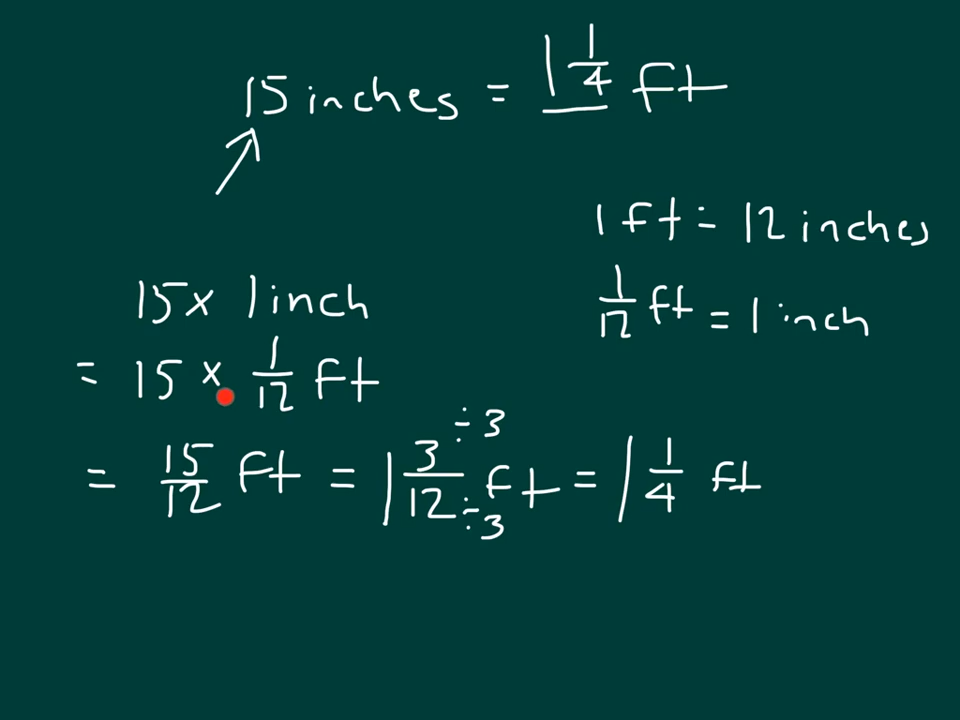 15 inches = 1 1/4 ft
1 ft = 12 inches
1/12 ft = 1 inch
15 x 1 inch
= 15 x 1/12 ft
= 15/12 ft = 1 3/12 ft = 1 1/4 ft
÷3
÷3